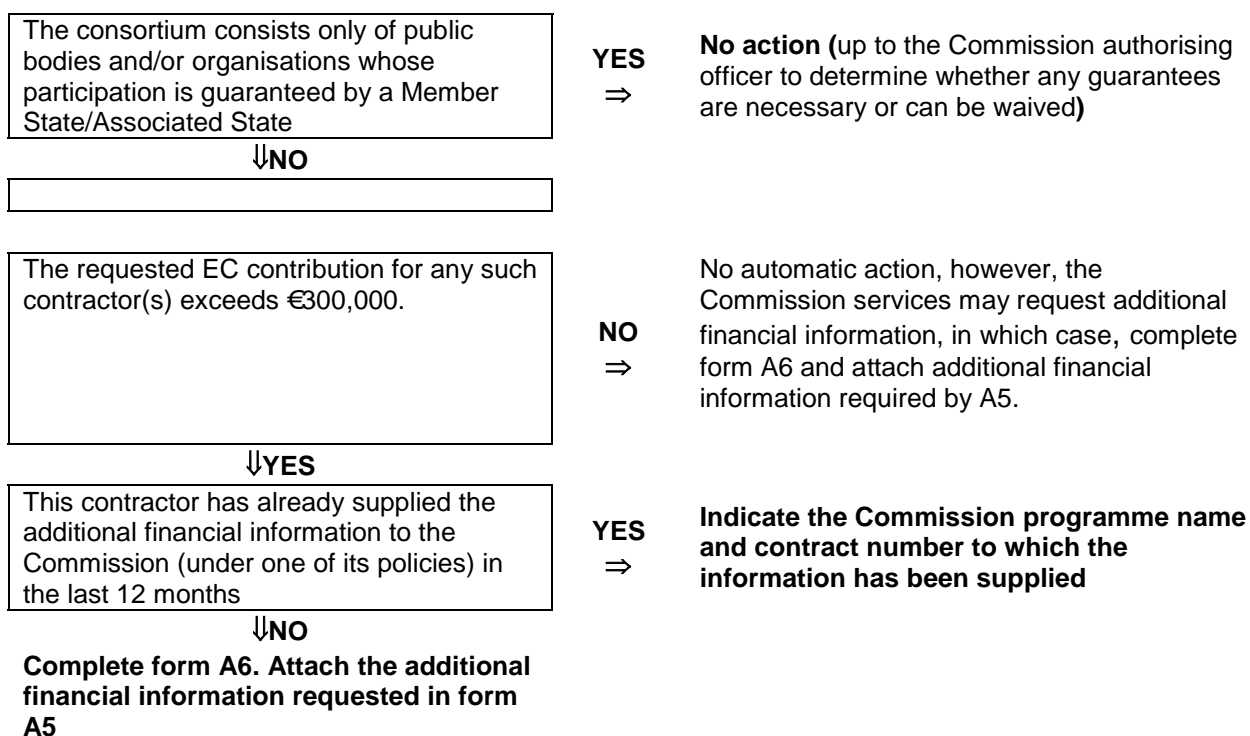 The consortium consists only of public
bodies and/or organisations whose
participation is guaranteed by a Member
State/Associated State
YES
⇒
No action (up to the Commission authorising
officer to determine whether any guarantees
are necessary or can be waived)
⇓NO
The requested EC contribution for any such
contractor(s) exceeds €300,000.
NO
⇒
No automatic action, however, the
Commission services may request additional
financial information, in which case, complete
form A6 and attach additional financial
information required by A5.
⇓YES
This contractor has already supplied the
additional financial information to the
Commission (under one of its policies) in
the last 12 months
YES
⇒
Indicate the Commission programme name
and contract number to which the
information has been supplied
⇓NO
Complete form A6. Attach the additional
financial information requested in form
A5